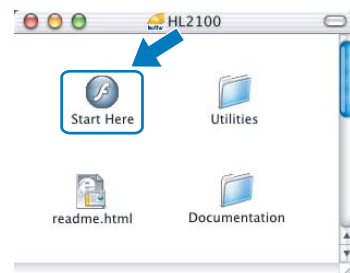 HL2100
Start Here
Utilities
readme.html
Documentation